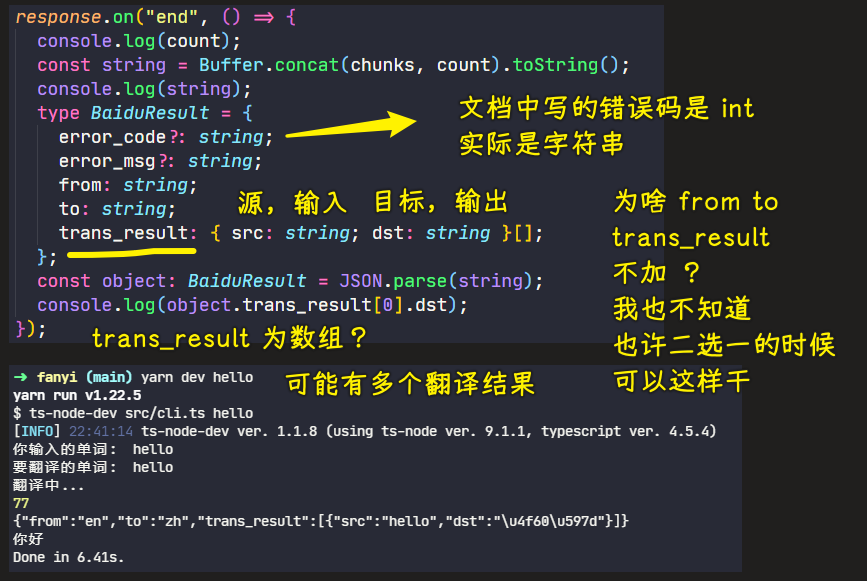 response.on("end", () => {
console.log(count);
const string = Buffer.concat(chunks, count).toString();
console.log(string);
type BaiduResult = {
error_code?: string;
error_msg?: string;
from: string;
to: string;
trans_result: { src: string; dst: string }[];
};
const object: BaiduResult = JSON.parse(string);
console.log(object.trans_result[0].dst);
});
文档中写的错误码是 int
实际是字符串
源，输入 目标，输出
为啥 from to
trans_result
不加 ？
我也不知道
也许二选一的时候
可以这样干
trans_result 为数组？
可能有多个翻译结果
➜ fanyi (main) yarn dev hello
yarn run v1.22.5
$ ts-node-dev src/cli.ts hello
[INFO] 22:41:14 ts-node-dev ver. 1.1.8 (using ts-node ver. 9.1.1, typescript ver. 4.5.4)
你输入的单词： hello
要翻译的单词： hello
翻译中...
77
{"from":"en","to":"zh","trans_result":[{"src":"hello","dst":"\u4f60\u597d"}]}
你好
Done in 6.41s.